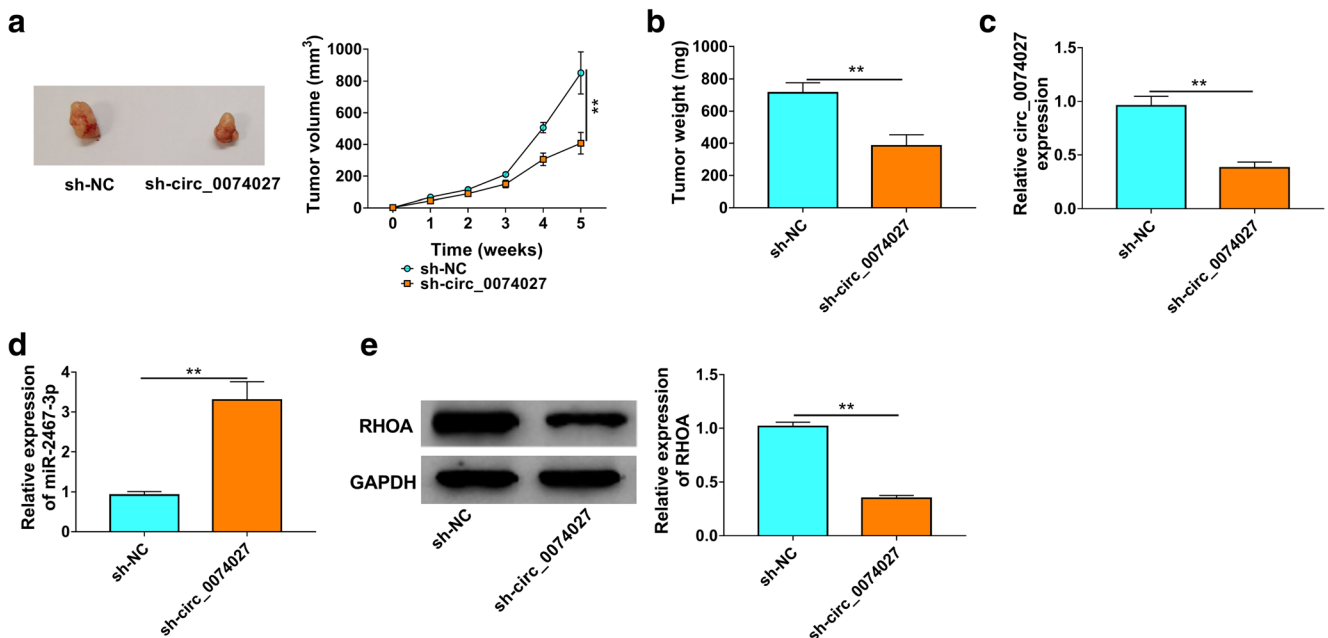 a
sh-NC
sh-circ_0074027
Tumor volume (mm³)
1000
800
600
400
200
0
0 1 2 3 4 5
Time (weeks)
**
sh-NC
sh-circ_0074027
b
Tumor weight (mg)
1000
800
600
400
200
0
**
sh-NC
sh-circ_0074027
c
Relative circ_0074027
expression
1.5
1.0
0.5
0.0
**
sh-NC
sh-circ_0074027
d
Relative expression
of miR-2467-3p
4
3
2
1
0
**
sh-NC
sh-circ_0074027
e
RHOA
GAPDH
sh-NC
sh-circ_0074027
Relative expression
of RHOA
1.5
1.0
0.5
0.0
**
sh-NC
sh-circ_0074027